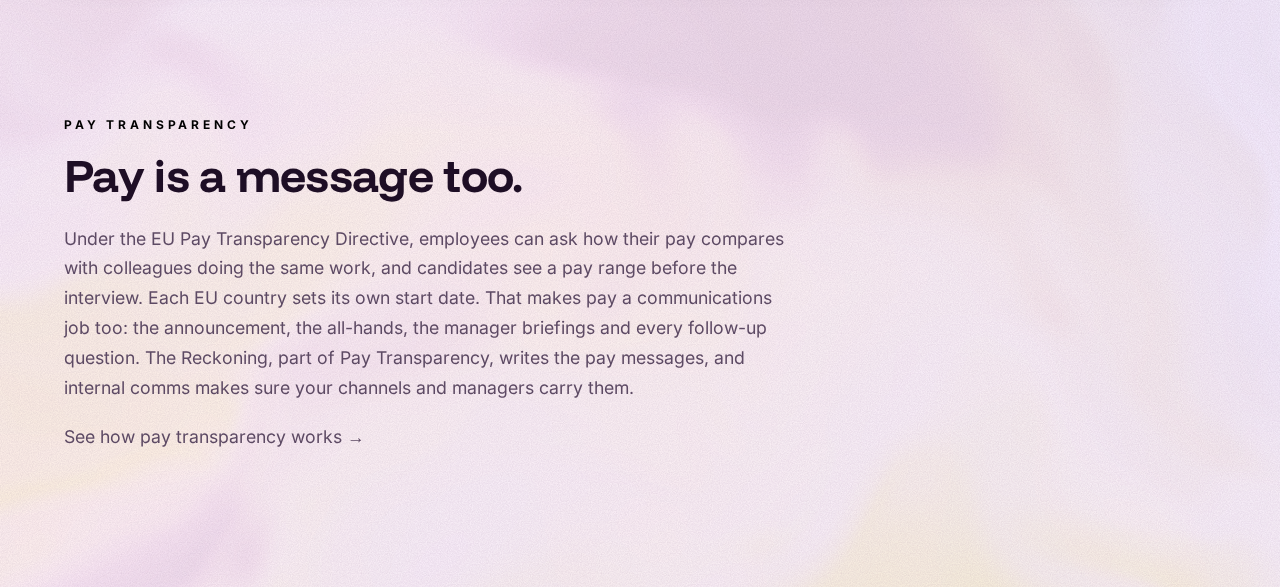 PAY TRANSPARENCY
Pay is a message too.
Under the EU Pay Transparency Directive, employees can ask how their pay compares
with colleagues doing the same work, and candidates see a pay range before the
interview. Each EU country sets its own start date. That makes pay a communications
job too: the announcement, the all-hands, the manager briefings and every follow-up
question. The Reckoning, part of Pay Transparency, writes the pay messages, and
internal comms makes sure your channels and managers carry them.
See how pay transparency works →